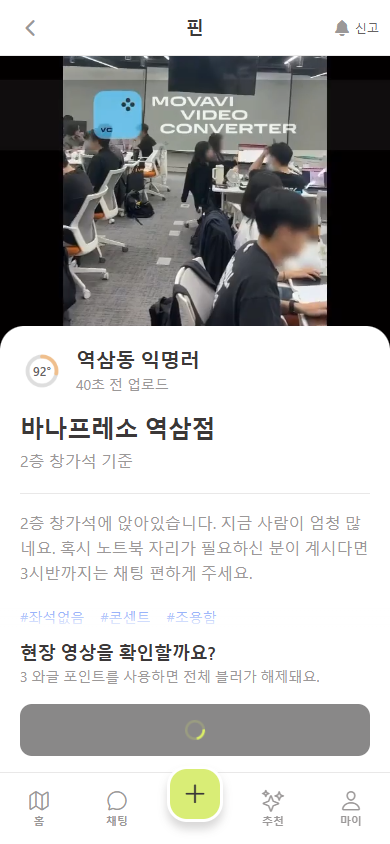 핀
신고
MOVAVI
VIDEO
CONVERTER
VC
92°
역삼동 익명러
40초 전 업로드
바나프레소 역삼점
2층 창가석 기준
2층 창가석에 앉아있습니다. 지금 사람이 엄청 많
네요. 혹시 노트북 자리가 필요하신 분이 계시다면
3시반까지는 채팅 편하게 주세요.
#좌석없음 #콘센트 #조용함
현장 영상을 확인할까요?
3 와글 포인트를 사용하면 전체 블러가 해제돼요.
홈 채팅 추천 마이